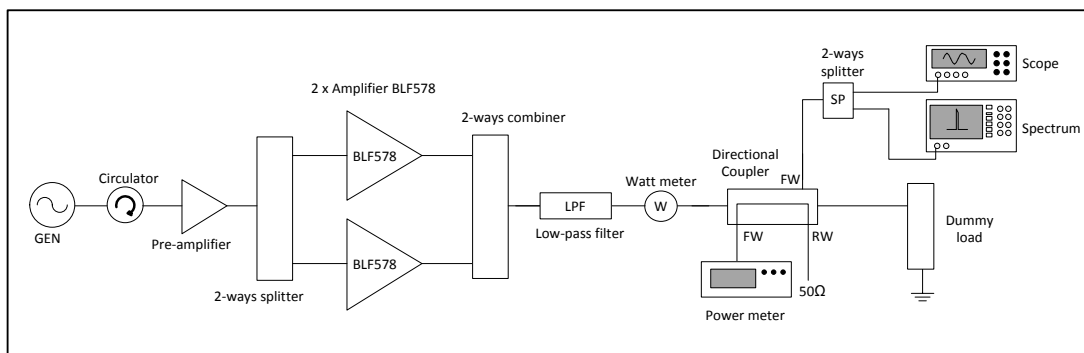 GEN
Circulator
Pre-amplifier
2-ways splitter
2 x Amplifier BLF578
BLF578
BLF578
2-ways combiner
LPF
Low-pass filter
Watt meter
W
Directional
Coupler
FW
FW
RW
50Ω
Power meter
2-ways
splitter
SP
Scope
Spectrum
Dummy
load